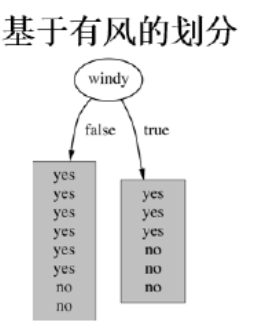 基于有风的划分
windy
false
true
yes
yes
yes
yes
yes
yes
no
no
yes
yes
yes
no
no
no